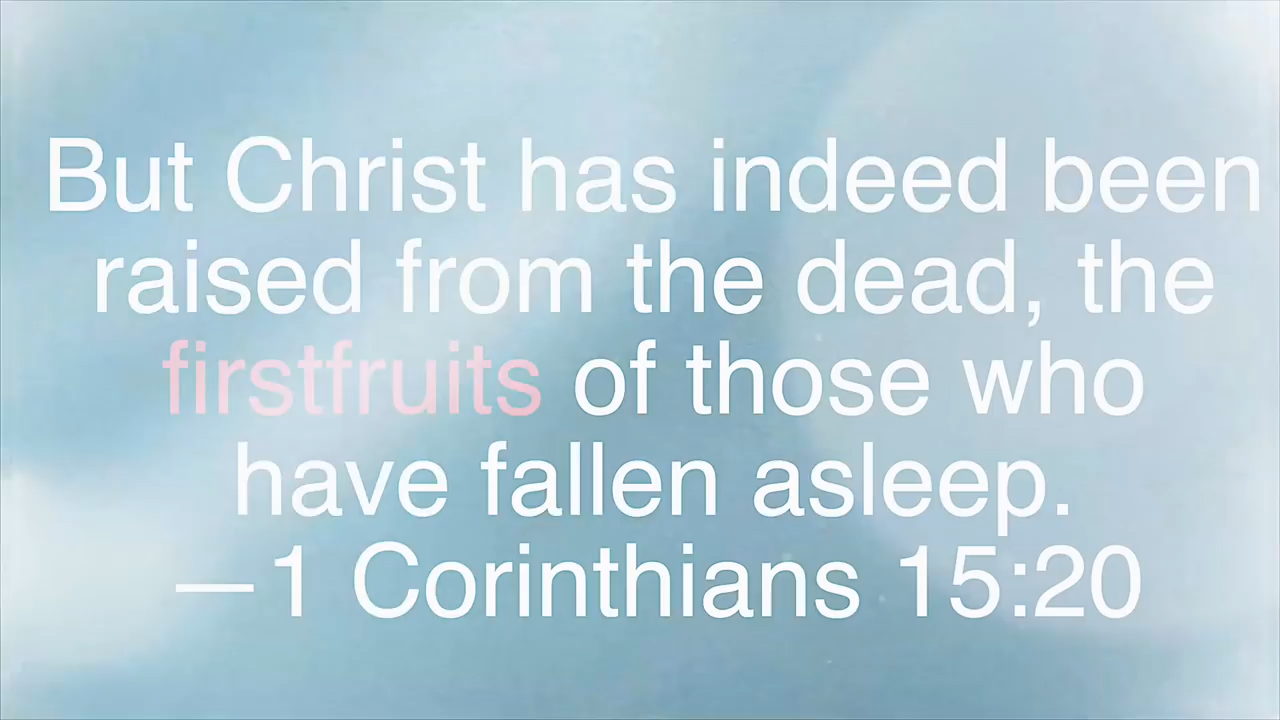 But Christ has indeed been
raised from the dead, the
firstfruits of those who
have fallen asleep.
—1 Corinthians 15:20